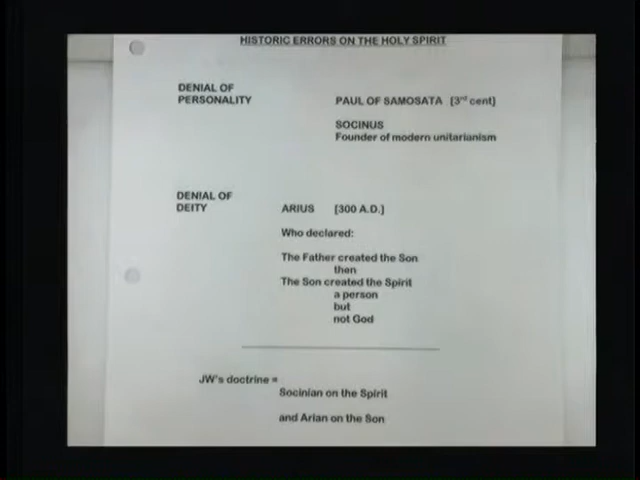 HISTORIC ERRORS ON THE HOLY SPIRIT
DENIAL OF
PERSONALITY
PAUL OF SAMOSATA [3rd cent]
SOCINUS
Founder of modern unitarianism
DENIAL OF
DEITY
ARIUS [300 A.D.]
Who declared:
The Father created the Son
then
The Son created the Spirit
a person
but
not God
JW's doctrine =
Socinian on the Spirit
and Arian on the Son